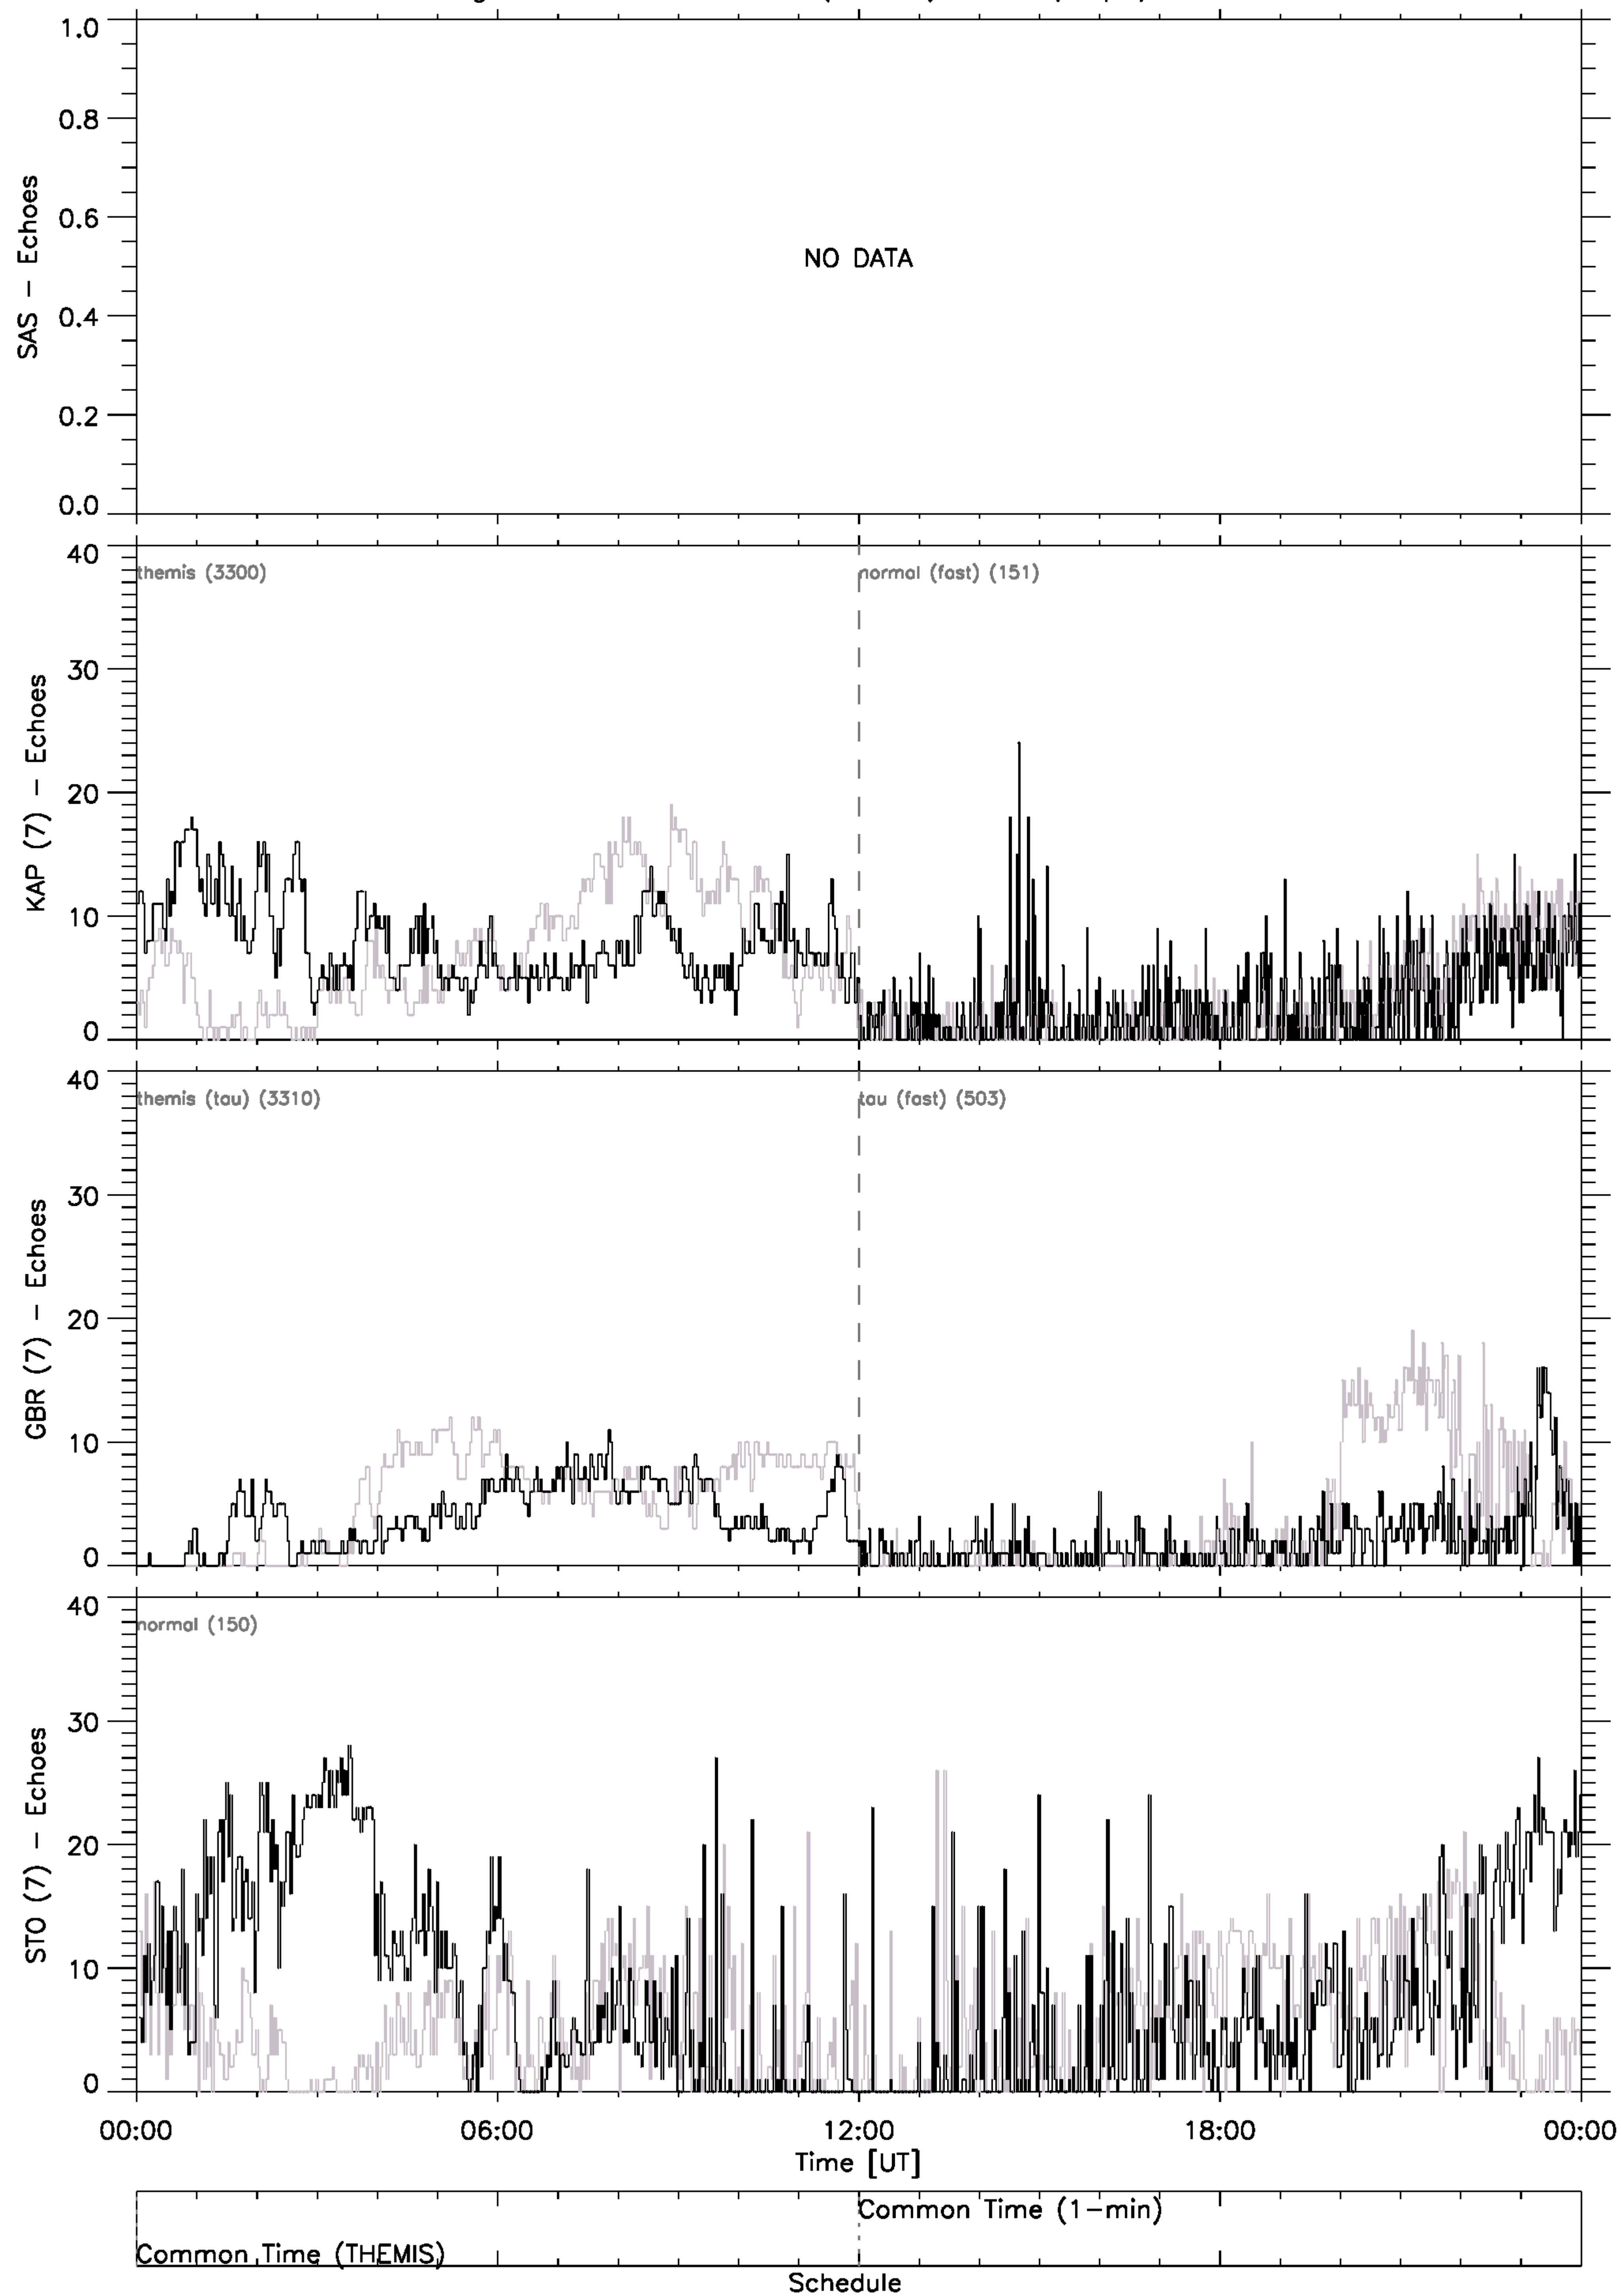 1.0
0.8
0.6
0.4
0.2
0.0
SAS - Echoes
NO DATA
40
30
20
10
0
KAP (7) - Echoes
themis (3300)
normal (fast) (151)
40
30
20
10
0
GBR (7) - Echoes
themis (tau) (3310)
tau (fast) (503)
40
30
20
10
0
STO (7) - Echoes
normal (150)
00:00 06:00 12:00 18:00 00:00
Time [UT]
Common Time (1-min)
Common Time (THEMIS)
Schedule